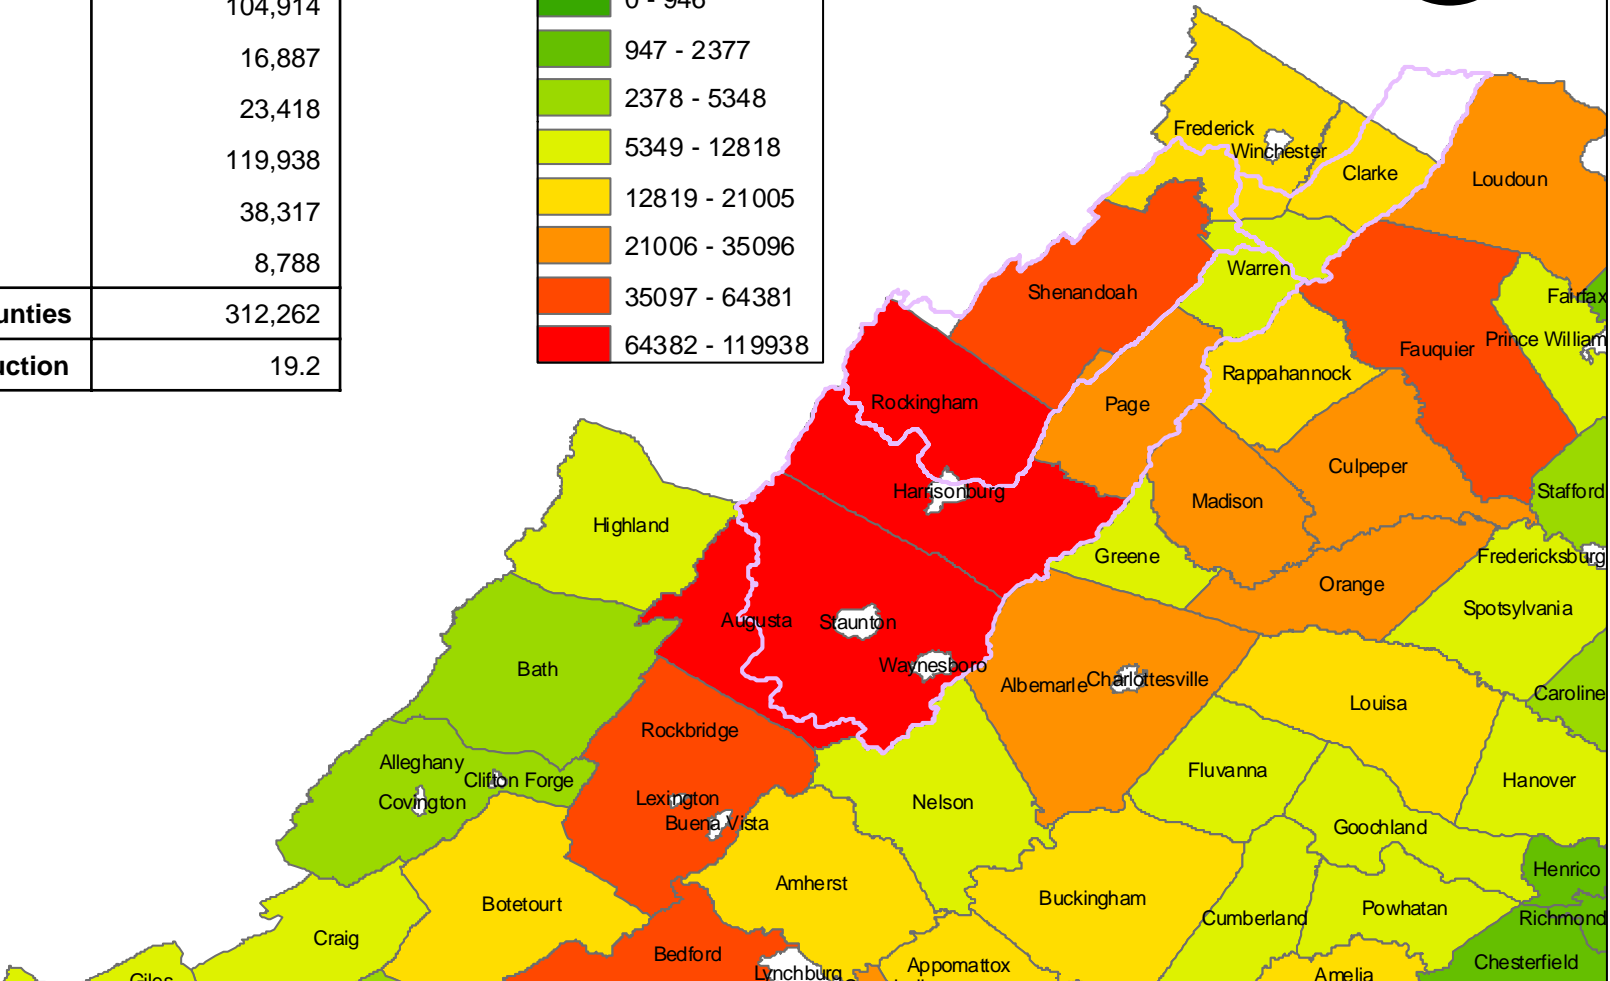 104,914
16,887
23,418
119,938
38,317
8,788
unties 312,262
uction 19.2
0 - 946
947 - 2377
2378 - 5348
5349 - 12818
12819 - 21005
21006 - 35096
35097 - 64381
64382 - 119938
Frederick
Winchester
Clarke
Loudoun
Warren
Shenandoah
Fairfax
Prince William
Fauquier
Rappahannock
Page
Rockingham
Culpeper
Harrisonburg
Madison
Stafford
Highland
Greene
Fredericksburg
Orange
Spotsylvania
Augusta
Staunton
Waynesboro
Bath
Albemarle
Charlottesville
Caroline
Louisa
Rockbridge
Alleghany
Clifton Forge
Fluvanna
Hanover
Covington
Lexington
Nelson
Buena Vista
Goochland
Henrico
Amherst
Buckingham
Botetourt
Powhatan
Cumberland
Richmond
Craig
Bedford
Chesterfield
Appomattox
Lynchburg
Amelia
Giles